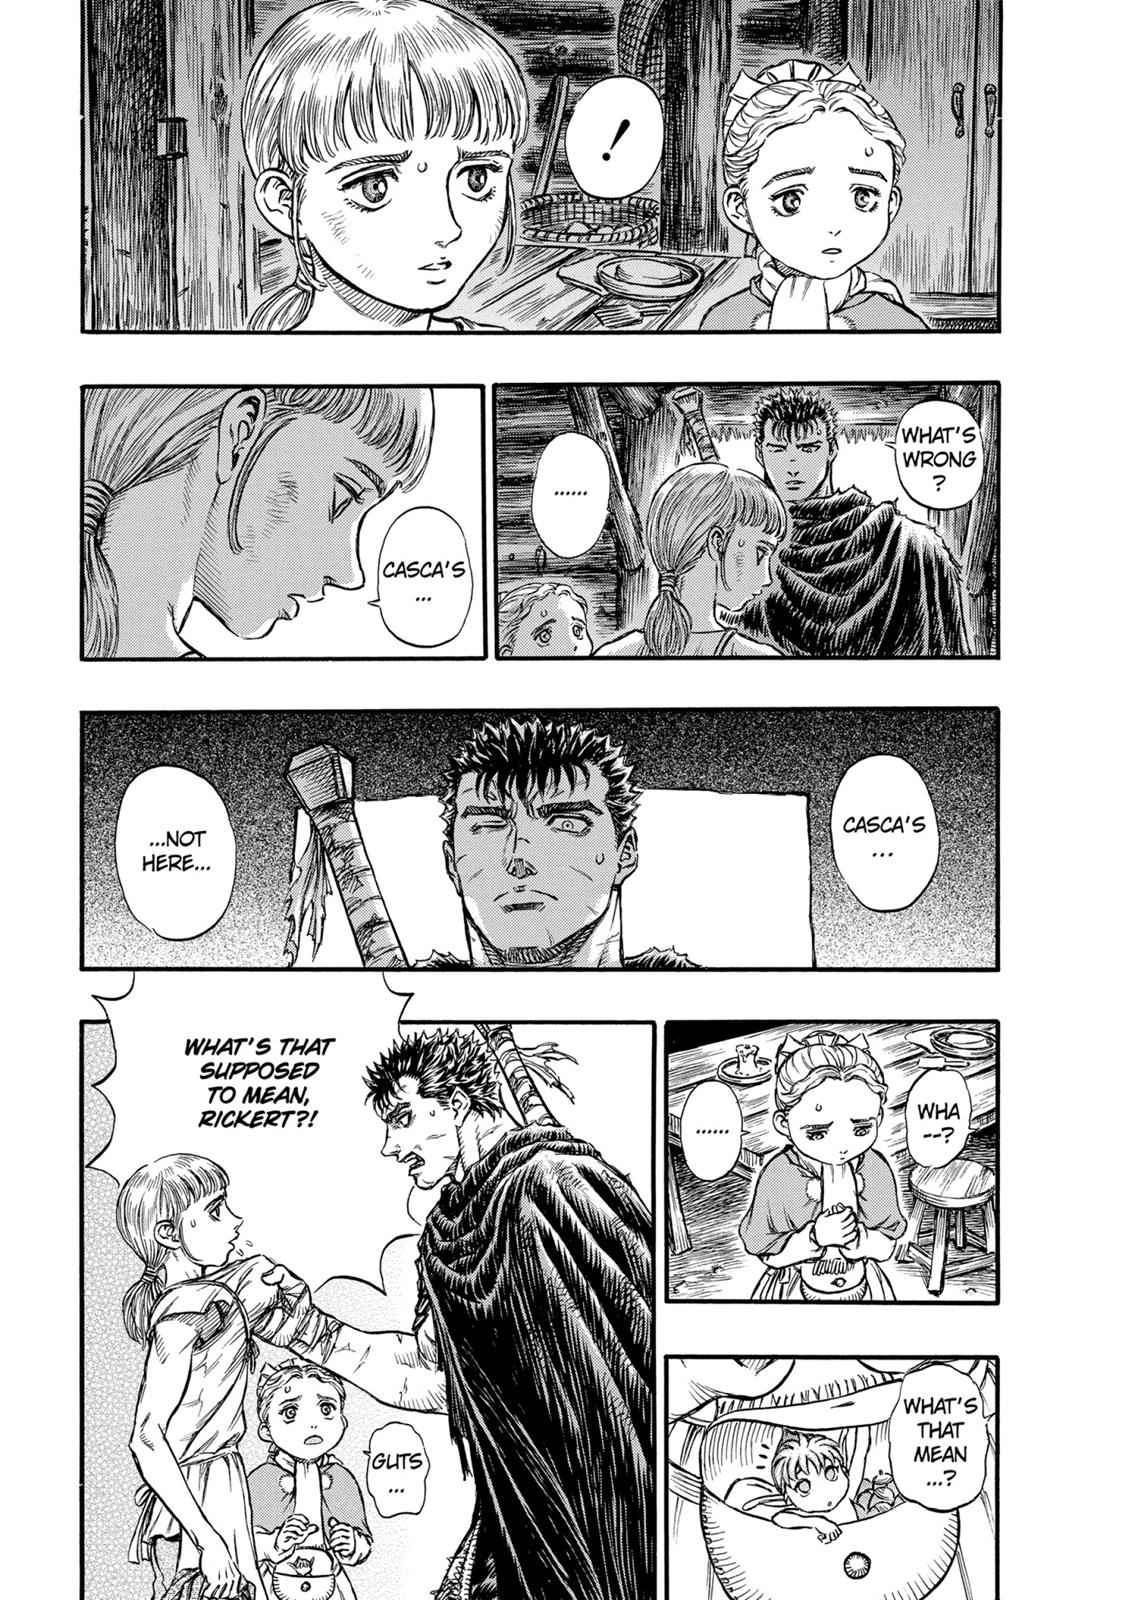 !
WHAT'S
WRONG
?
......
CASCA'S
...
CASCA'S
...
...NOT
HERE...
WHA
--?
......
WHAT'S
THAT
MEAN
...?
WHAT'S THAT
SUPPOSED
TO MEAN,
RICKERT?!
GUTS
...